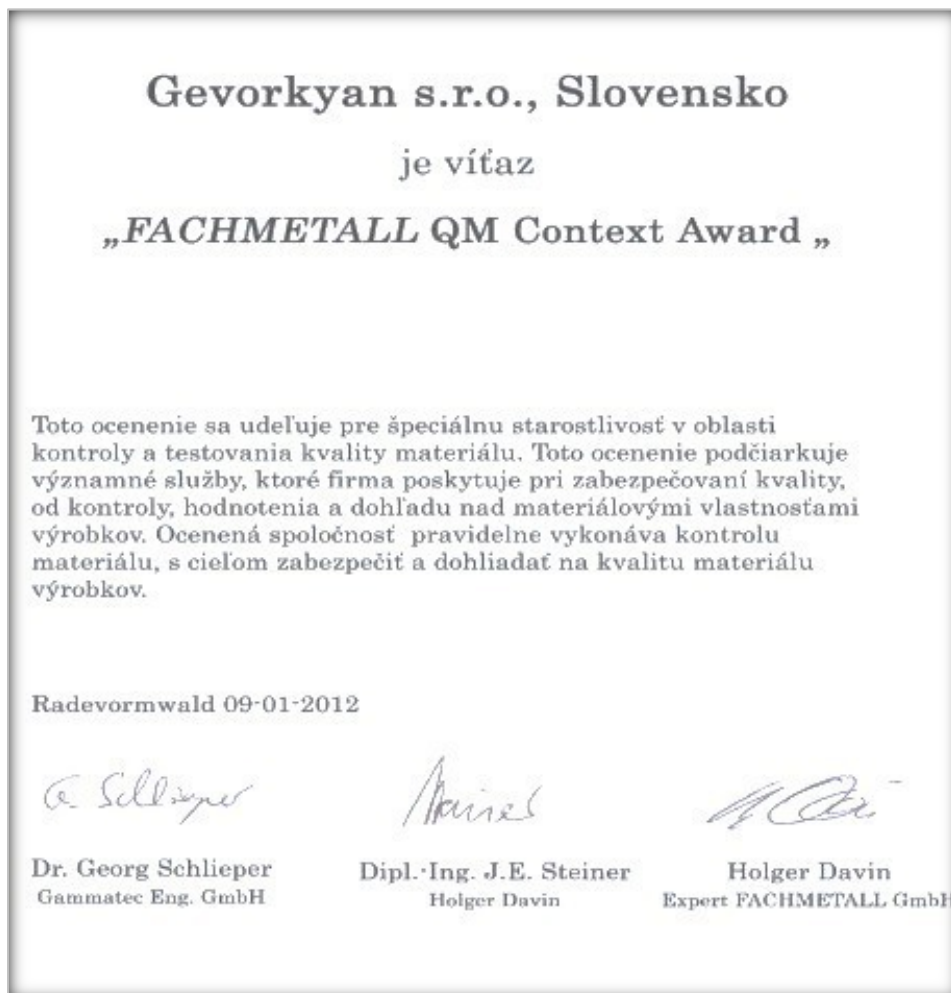 Gevorkyan s.r.o., Slovensko
je víťaz
„FACHMETALL QM Context Award „
Toto ocenenie sa udeľuje pre špeciálnu starostlivosť v oblasti
kontroly a testovania kvality materiálu. Toto ocenenie podčiarkuje
významné služby, ktoré firma poskytuje pri zabezpečovaní kvality,
od kontroly, hodnotenia a dohľadu nad materiálovými vlastnosťami
výrobkov. Ocenená spoločnosť pravidelne vykonáva kontrolu
materiálu, s cieľom zabezpečiť a dohliadať na kvalitu materiálu
výrobkov.
Radevormwald 09-01-2012
G. Schlieper
Dr. Georg Schlieper Dipl.-Ing. J.E. Steiner Holger Davin
Gammatec Eng. GmbH Holger Davin Expert FACHMETALL GmbH